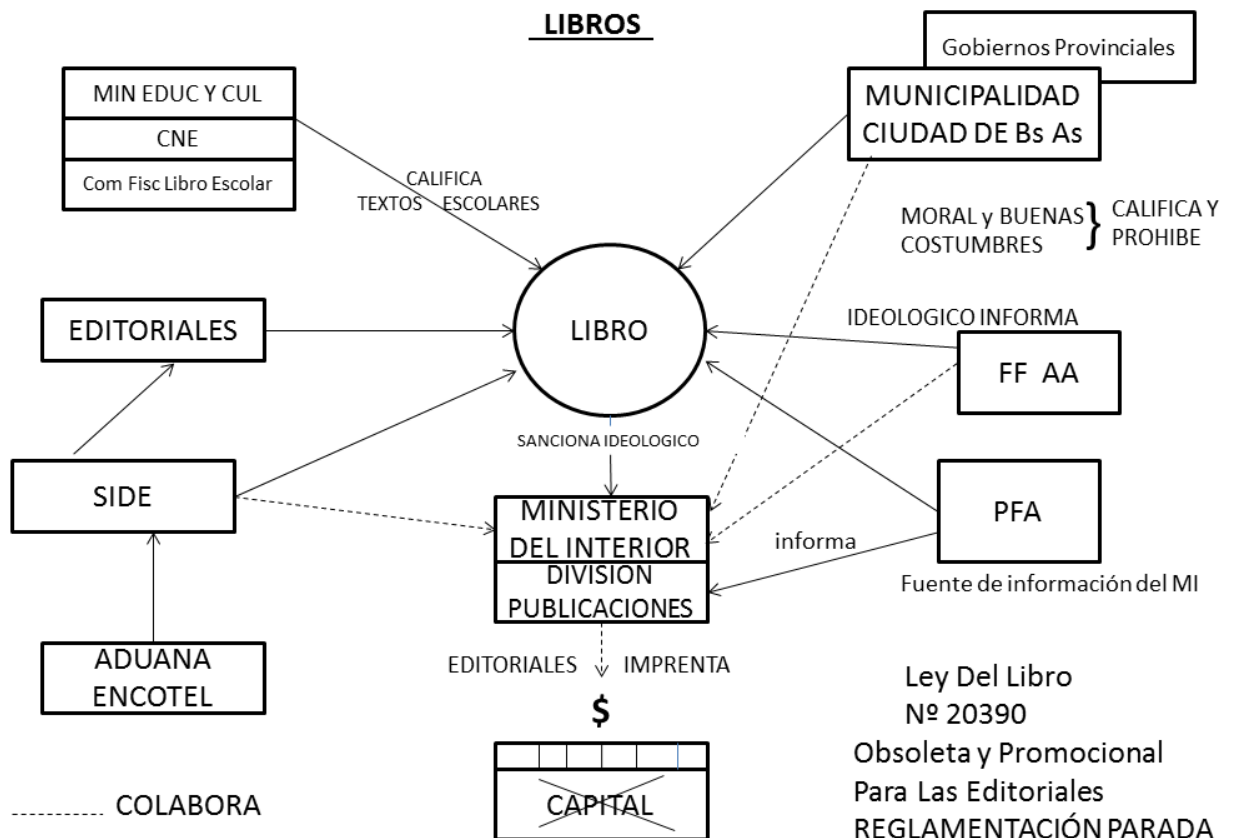 LIBROS
Gobiernos Provinciales
MIN EDUC Y CUL
CNE
Com Fisc Libro Escolar
MUNICIPALIDAD
CIUDAD DE Bs As
CALIFICA
TEXTOS ESCOLARES
MORAL y BUENAS
COSTUMBRES
} CALIFICA Y
PROHIBE
EDITORIALES
LIBRO
IDEOLOGICO INFORMA
FF AA
SANCIONA IDEOLOGICO
SIDE
MINISTERIO
DEL INTERIOR
DIVISION
PUBLICACIONES
informa
PFA
Fuente de información del MI
ADUANA
ENCOTEL
EDITORIALES IMPRENTA
$
CAPITAL
Ley Del Libro
Nº 20390
Obsoleta y Promocional
Para Las Editoriales
REGLAMENTACIÓN PARADA
------------ COLABORA